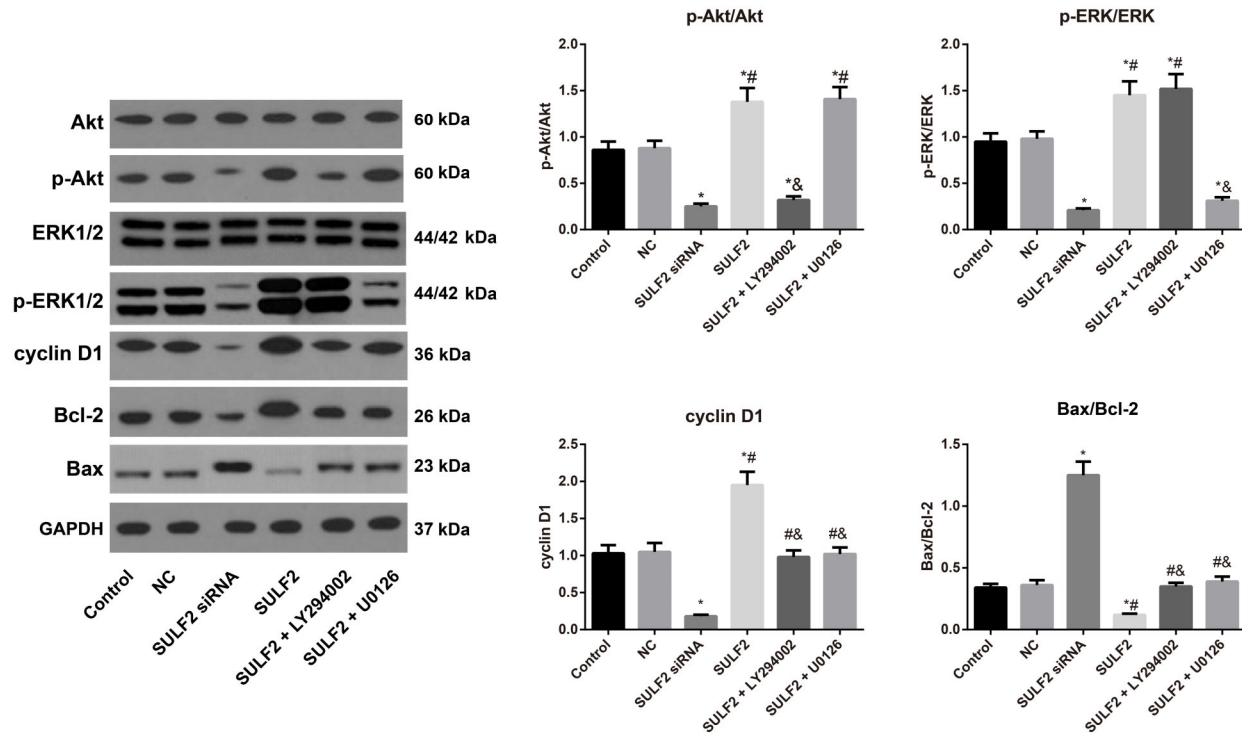 Akt
60 kDa
p-Akt
60 kDa
ERK1/2
44/42 kDa
p-ERK1/2
44/42 kDa
cyclin D1
36 kDa
Bcl-2
26 kDa
Bax
23 kDa
GAPDH
37 kDa
Control
NC
SULF2 siRNA
SULF2
SULF2 + LY294002
SULF2 + U0126
p-Akt/Akt
p-Akt/Akt
2.0
1.5
1.0
0.5
0.0
*
*#
*&
*#
Control
NC
SULF2 siRNA
SULF2
SULF2 + LY294002
SULF2 + U0126
p-ERK/ERK
p-ERK/ERK
2.0
1.5
1.0
0.5
0.0
*
*#
*#
*&
Control
NC
SULF2 siRNA
SULF2
SULF2 + LY294002
SULF2 + U0126
cyclin D1
cyclin D1
2.5
2.0
1.5
1.0
0.5
0.0
*
*#
#&
#&
Control
NC
SULF2 siRNA
SULF2
SULF2 + LY294002
SULF2 + U0126
Bax/Bcl-2
Bax/Bcl-2
1.5
1.0
0.5
0.0
*
*#
#&
#&
Control
NC
SULF2 siRNA
SULF2
SULF2 + LY294002
SULF2 + U0126